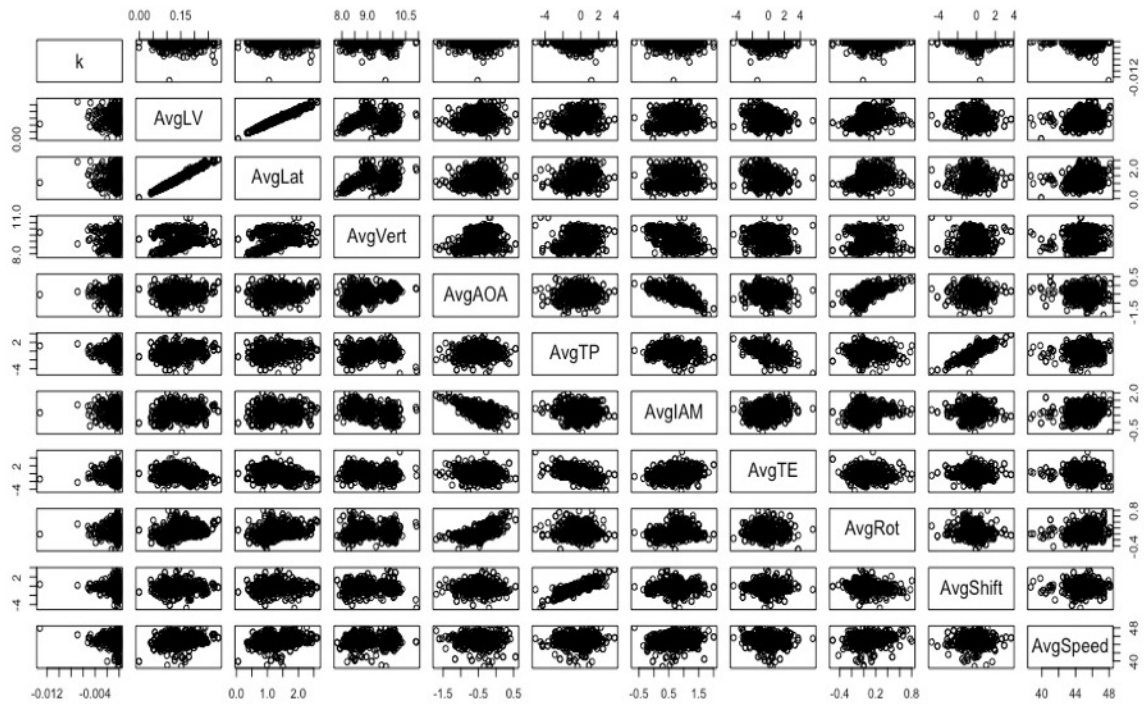 0.00 0.15 8.0 9.0 10.5 -4 0 2 4 -4 0 2 4 -4 0 2 4
k -0.012
0.00 AvgLV
AvgLat 0.0 2.0
8.0 11.0 AvgVert
AvgAOA -1.5 0.5
-4 2 AvgTP
AvgIAM -0.5 2.0
-4 2 AvgTE
AvgRot -0.4 0.8
-4 2 AvgShift
AvgSpeed 40 48
-0.012 -0.004 0.0 1.0 2.0 -1.5 -0.5 0.5 -0.5 0.5 1.5 -0.4 0.2 0.8 40 44 48